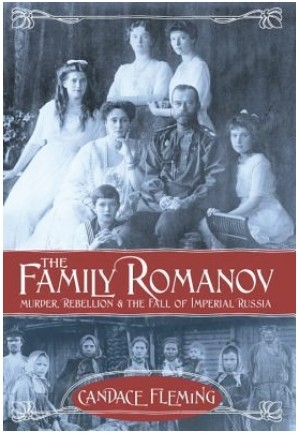 THE
FAMILY ROMANOV
MURDER, REBELLION & THE FALL OF IMPERIAL RUSSIA
CANDACE FLEMING